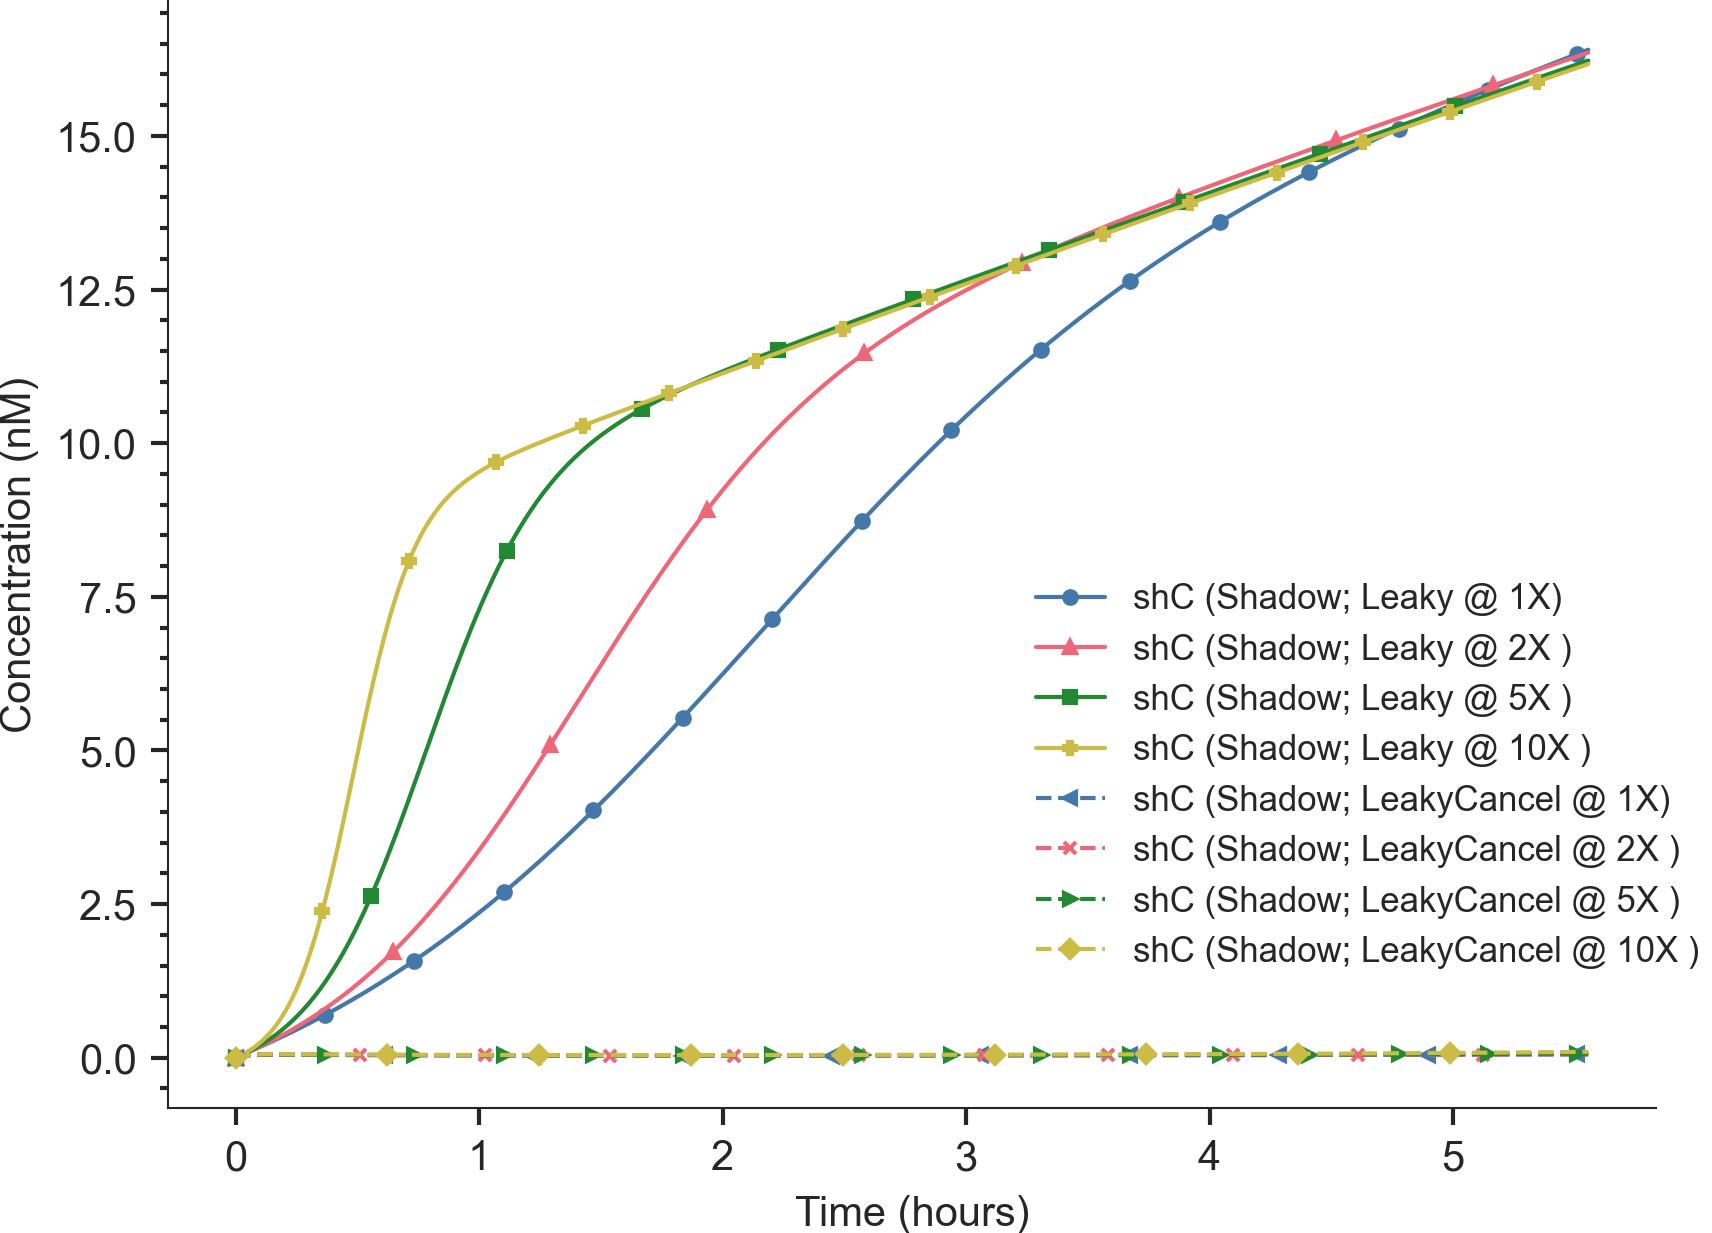 Concentration (nM)
15.0
12.5
10.0
7.5
5.0
2.5
0.0
shC (Shadow; Leaky @ 1X)
shC (Shadow; Leaky @ 2X )
shC (Shadow; Leaky @ 5X )
shC (Shadow; Leaky @ 10X )
shC (Shadow; LeakyCancel @ 1X)
shC (Shadow; LeakyCancel @ 2X )
shC (Shadow; LeakyCancel @ 5X )
shC (Shadow; LeakyCancel @ 10X )
0 1 2 3 4 5
Time (hours)